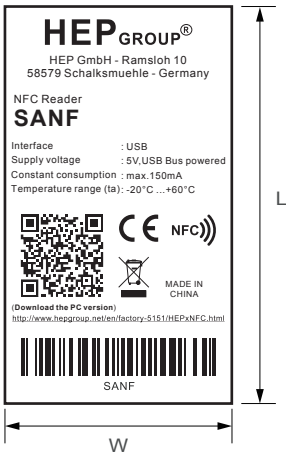 HEP GROUP®
HEP GmbH - Ramsloh 10
58579 Schalksmuehle - Germany
NFC Reader
SANF
Interface : USB
Supply voltage : 5V,USB Bus powered
Constant consumption : max.150mA
Temperature range (ta): -20°C ...+60°C
CE NFC
MADE IN
CHINA
(Download the PC version)
http://www.hepgroup.net/en/factory-5151/HEPxNFC.html
SANF
L
W